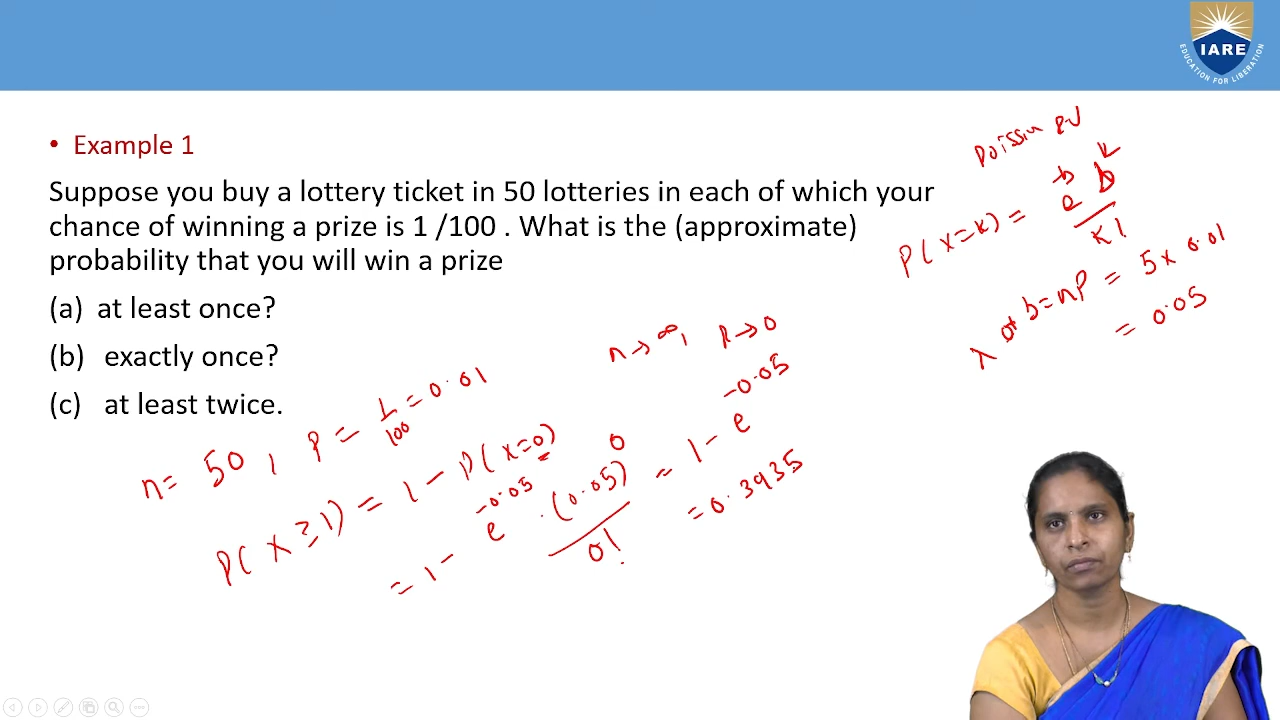 IARE
EDUCATION FOR LIBERATION
• Example 1
Suppose you buy a lottery ticket in 50 lotteries in each of which your
chance of winning a prize is 1 /100 . What is the (approximate)
probability that you will win a prize
(a) at least once?
(b) exactly once?
(c) at least twice.
Poissin RV
P(X=k) = e^-b b^k / k!
λ or b=np = 5x0.01
= 0.05
n→∞, p→0
n= 50, P = 1/100 = 0.01
P(X≥1) = 1 - P(X=0)
= 1 - e^-0.05 . (0.05)^0 / 0! = 1 - e^-0.05
= 0.3935